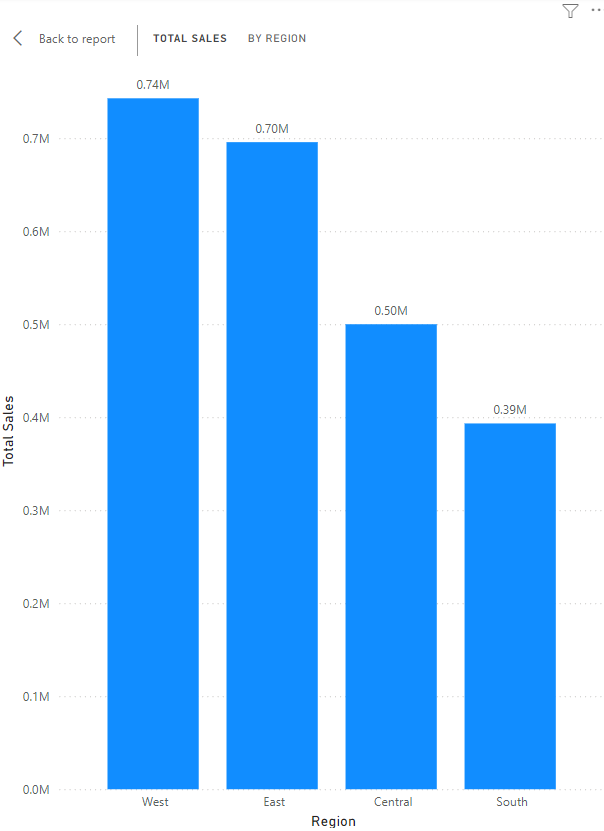 Back to report
TOTAL SALES
BY REGION
0.74M
0.70M
0.7M
0.6M
0.50M
0.5M
0.39M
0.4M
Total Sales
0.3M
0.2M
0.1M
0.0M
West
East
Central
South
Region